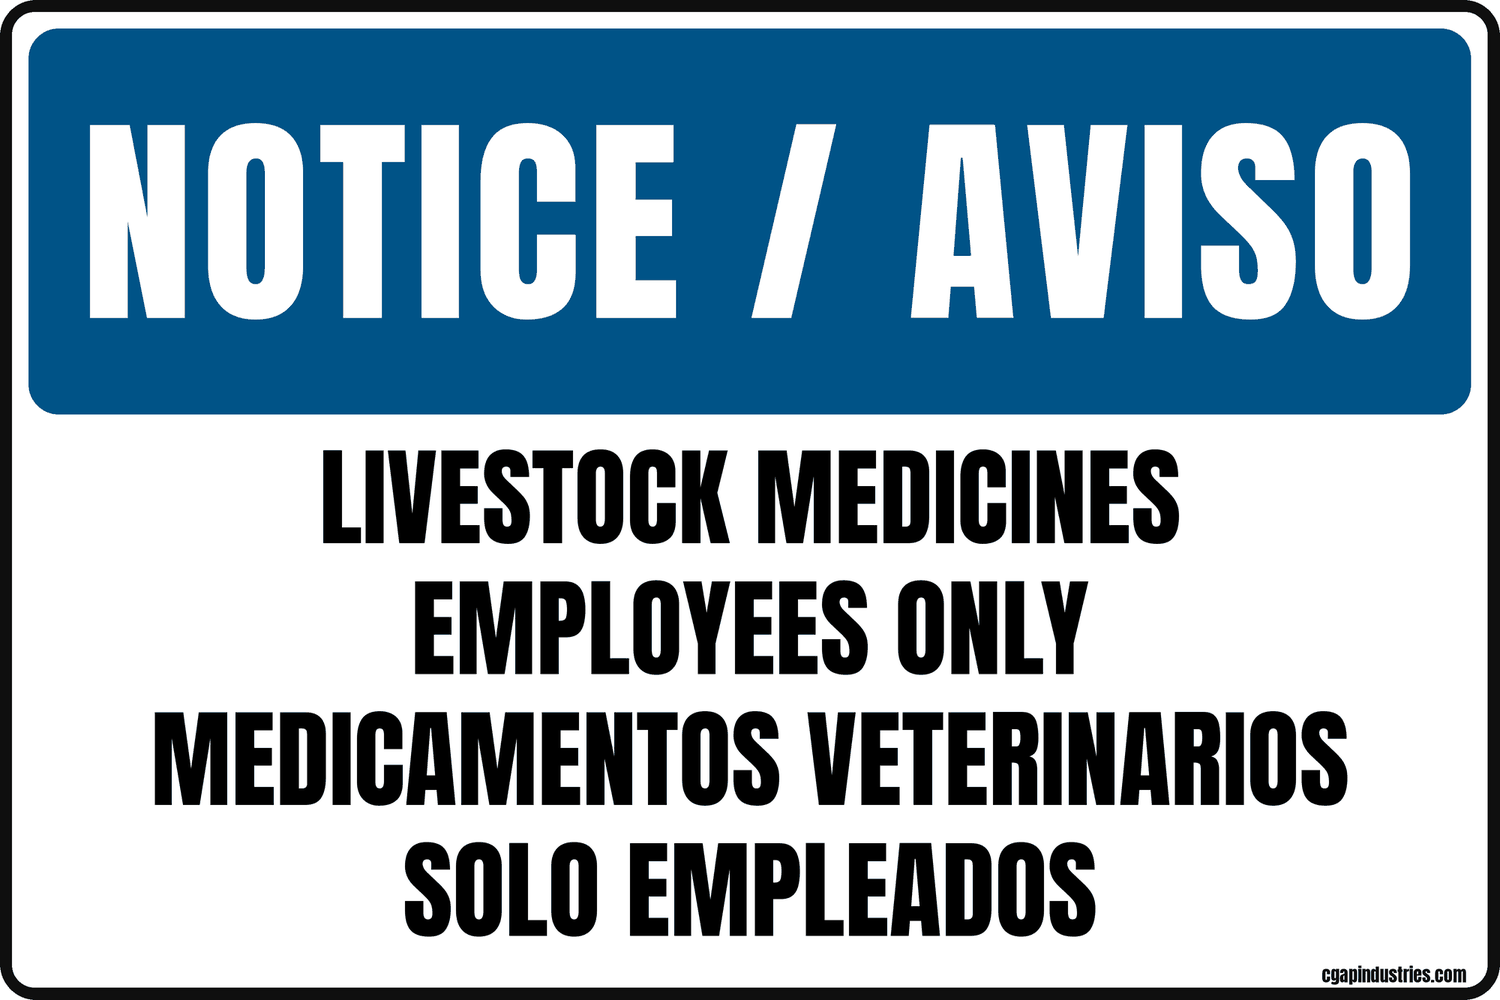 NOTICE / AVISO
LIVESTOCK MEDICINES
EMPLOYEES ONLY
MEDICAMENTOS VETERINARIOS
SOLO EMPLEADOS
cgapindustries.com